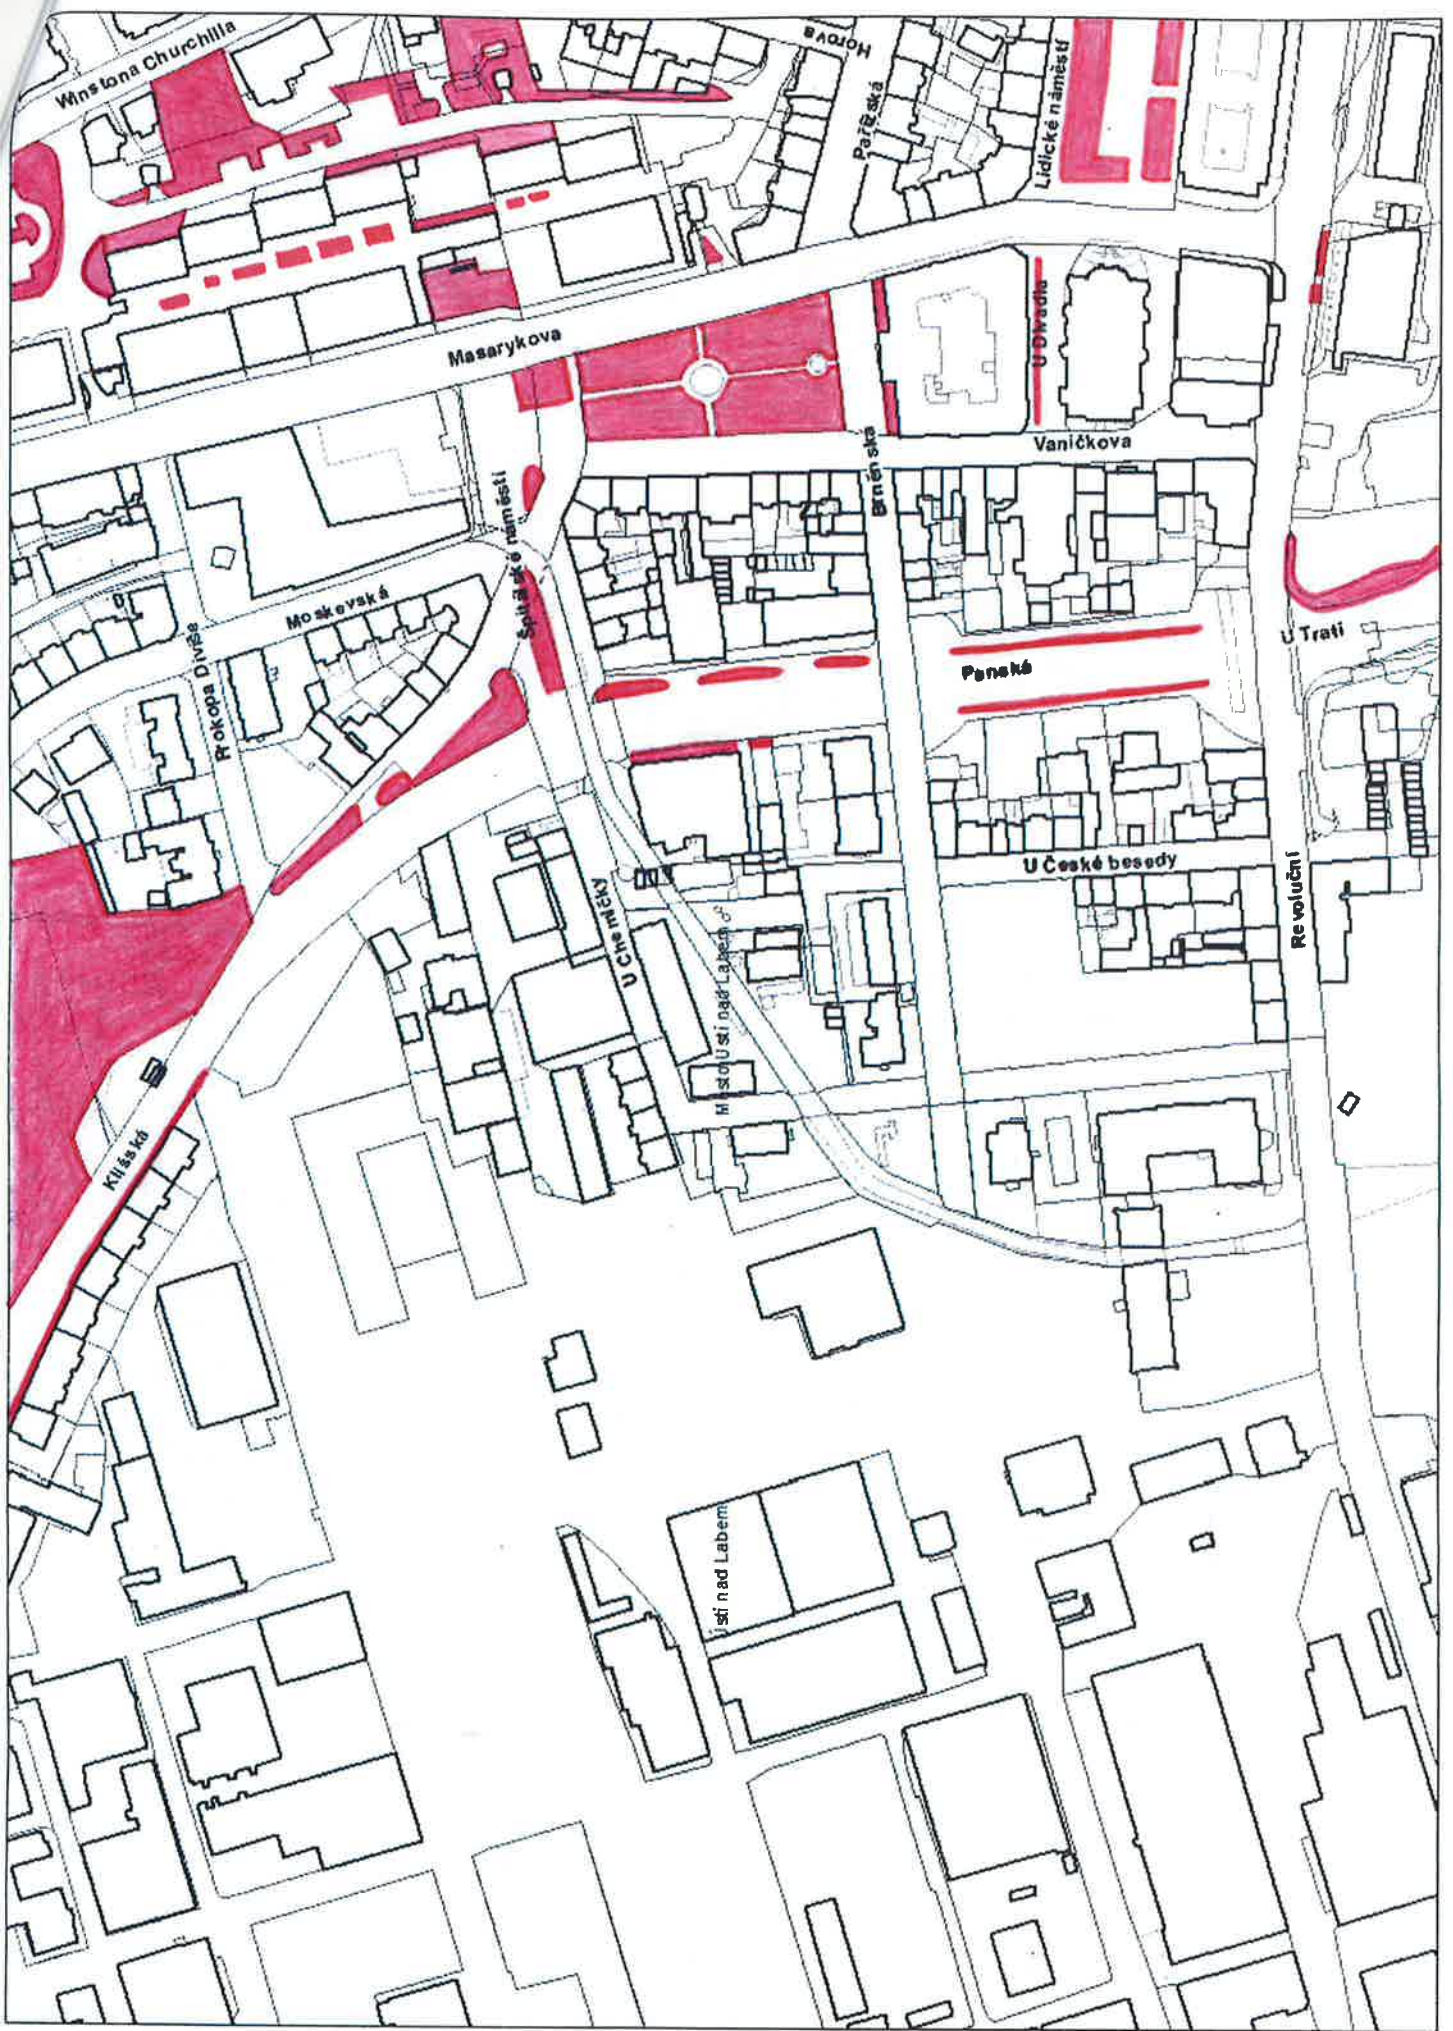 Winstona Churchilla
Horova
Pařížská
Lidické náměstí
Masarykova
U Divadla
Vaníčkova
Brněnská
Špitálské náměstí
Moskevská
Prokopa Diviše
U Trati
Panská
U České besedy
Revoluční
U Chemičky
Město Ústí nad Labem
Klíšská
Ústí nad Labem